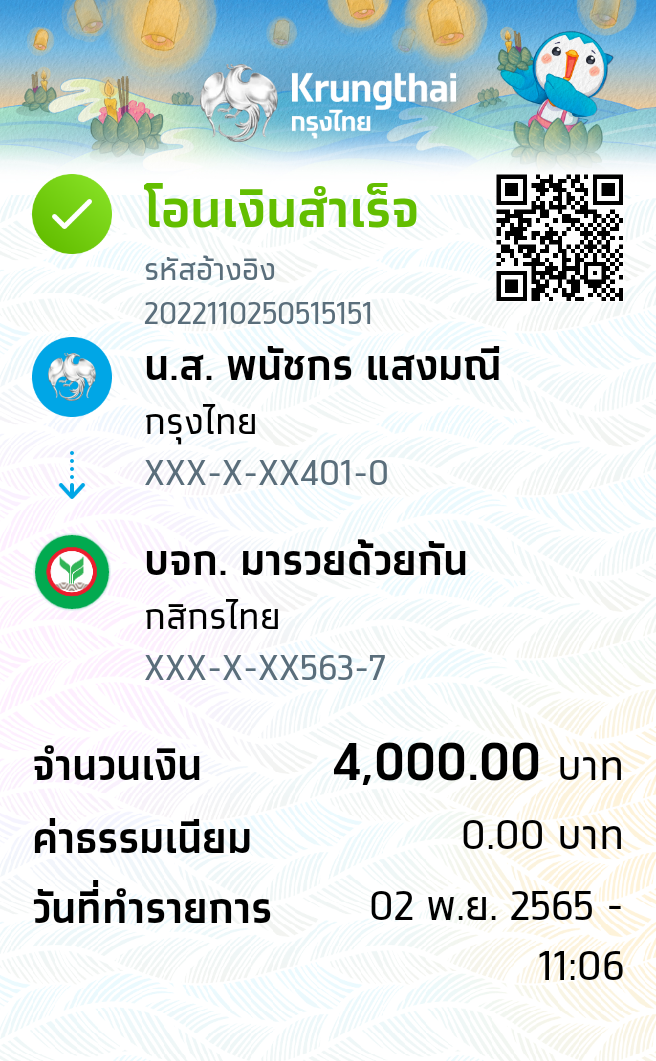 Krungthai
กรุงไทย
โอนเงินสำเร็จ
รหัสอ้างอิง
2022110250515151
น.ส. พนัชกร แสงมณี
กรุงไทย
XXX-X-XX401-0
บจก. มารวยด้วยกัน
กสิกรไทย
XXX-X-XX563-7
จำนวนเงิน 4,000.00 บาท
ค่าธรรมเนียม 0.00 บาท
วันที่ทำรายการ 02 พ.ย. 2565 -
11:06